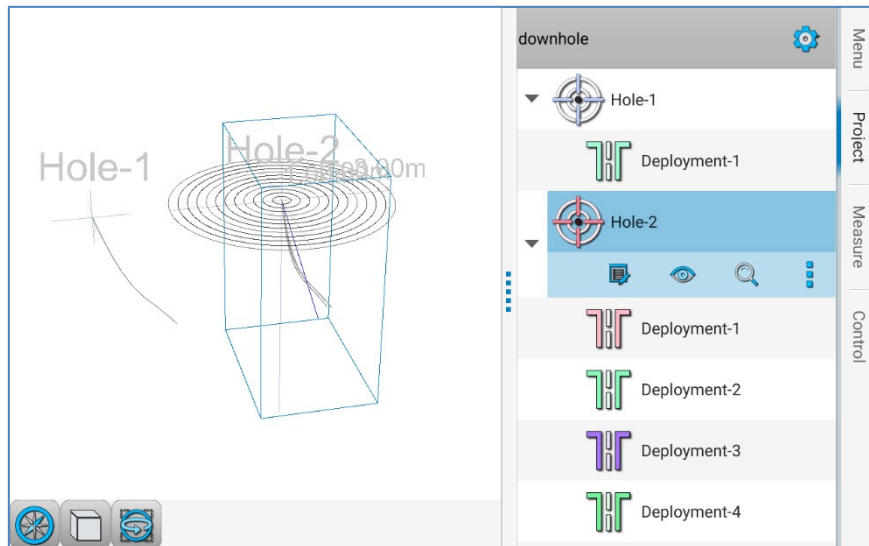 Hole-1
Hole-2
downhole
Hole-1
Deployment-1
Hole-2
Deployment-1
Deployment-2
Deployment-3
Deployment-4
Menu
Project
Measure
Control